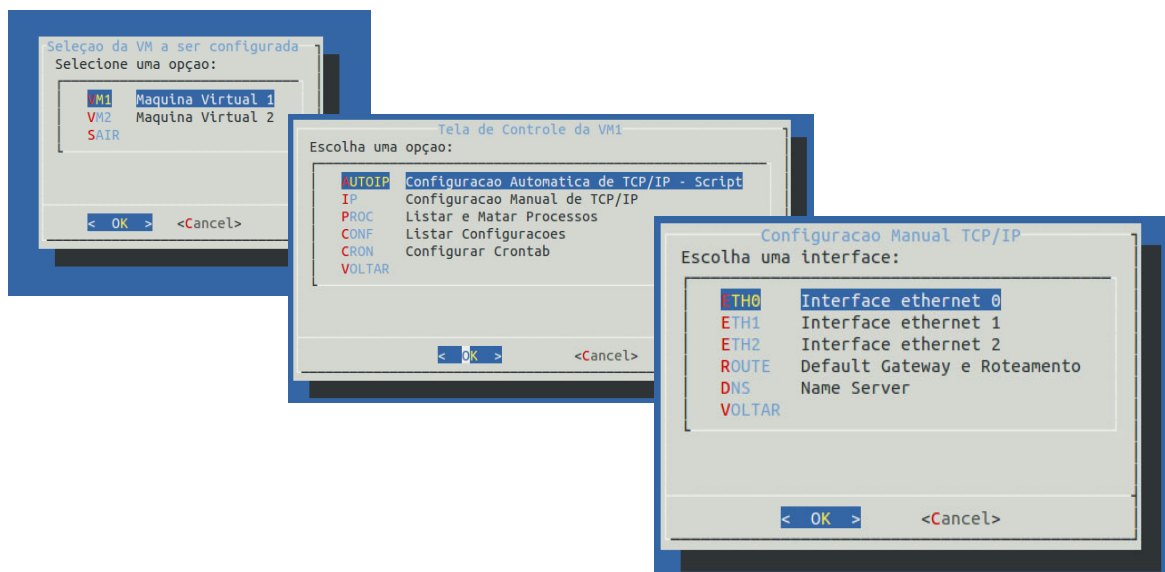 Seleçao da VM a ser configurada
Selecione uma opçao:
VM1 Maquina Virtual 1
VM2 Maquina Virtual 2
SAIR
< OK > <Cancel>
Tela de Controle da VM1
Escolha uma opçao:
AUTOIP Configuracao Automatica de TCP/IP - Script
IP Configuracao Manual de TCP/IP
PROC Listar e Matar Processos
CONF Listar Configuracoes
CRON Configurar Crontab
VOLTAR
< OK > <Cancel>
Configuracao Manual TCP/IP
Escolha uma interface:
ETH0 Interface ethernet 0
ETH1 Interface ethernet 1
ETH2 Interface ethernet 2
ROUTE Default Gateway e Roteamento
DNS Name Server
VOLTAR
< OK > <Cancel>